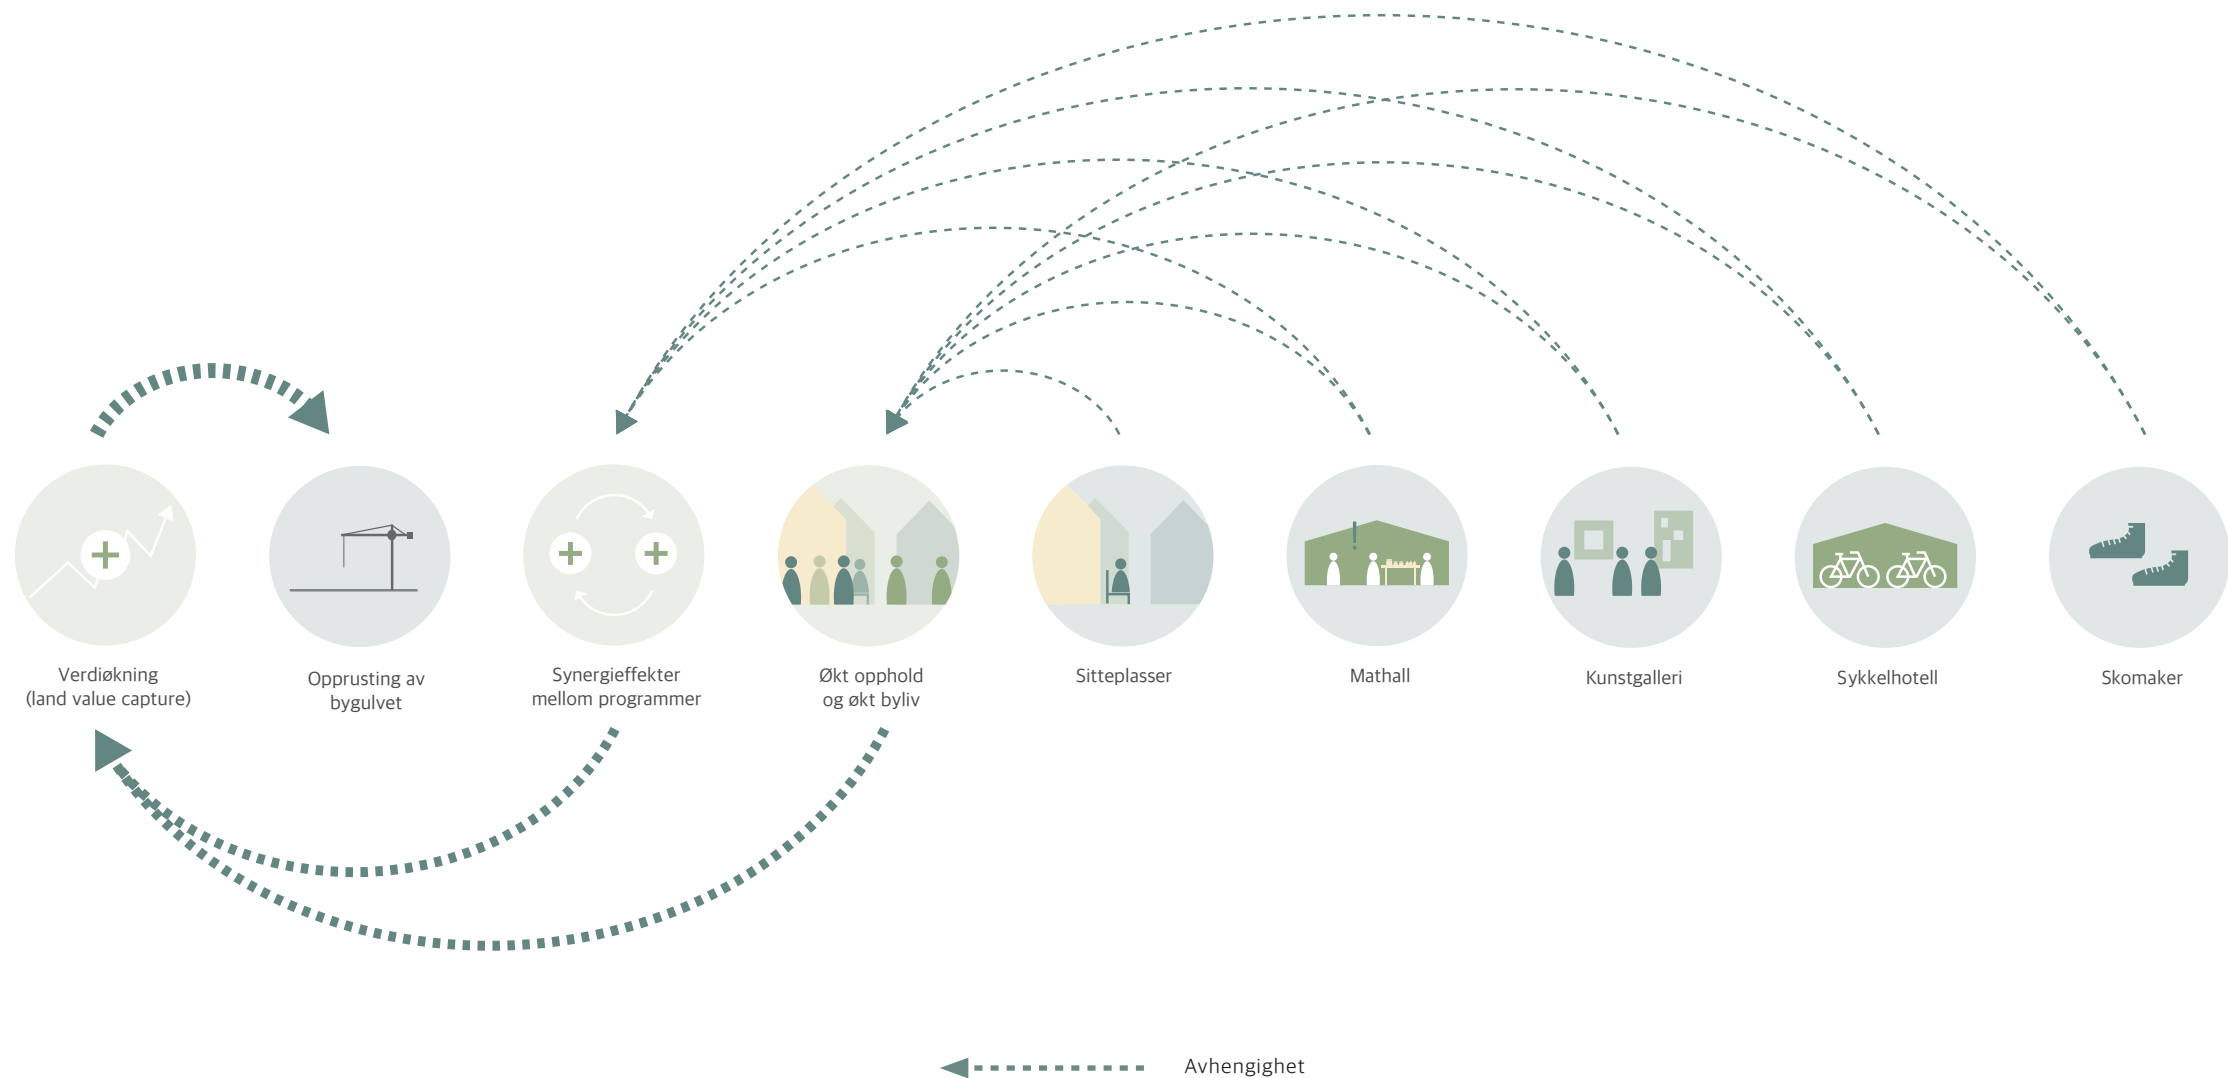 Verdiøkning
(land value capture)
Opprusting av
bygulvet
Synergieffekter
mellom programmer
Økt opphold
og økt byliv
Sitteplasser
Mathall
Kunstgalleri
Sykkelhotell
Skomaker
Avhengighet